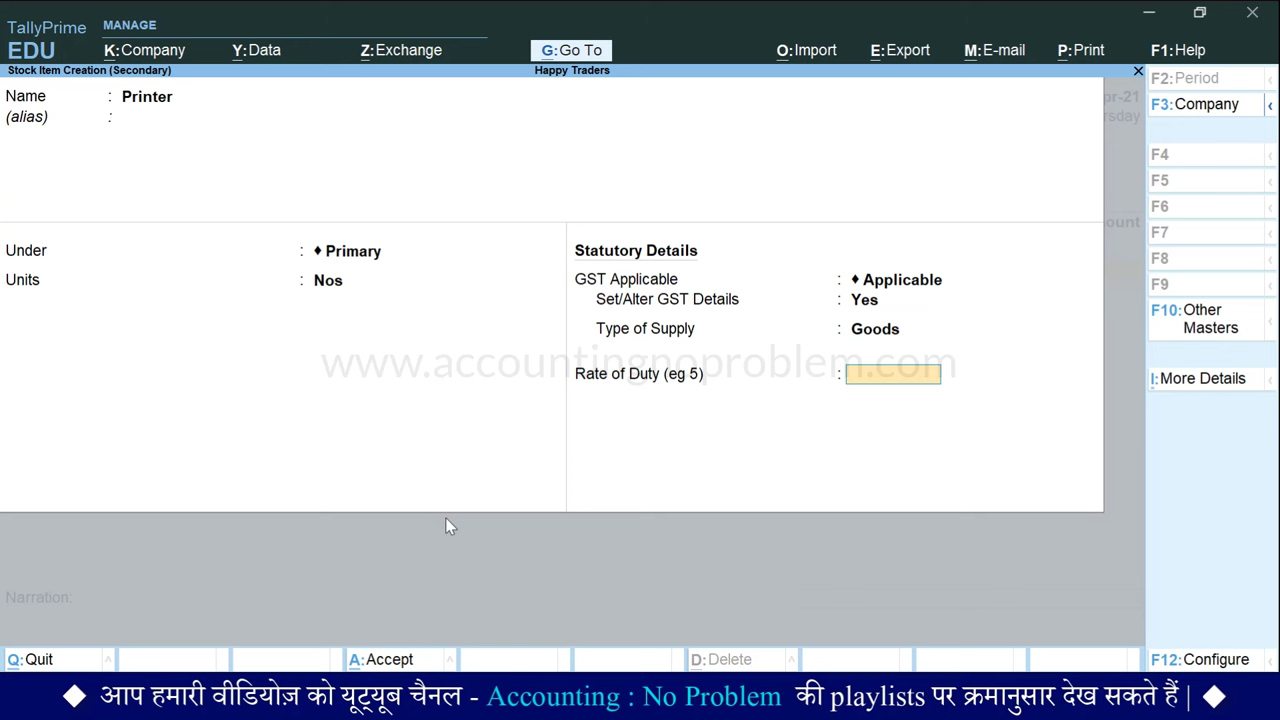 TallyPrime MANAGE
EDU K:Company Y:Data Z:Exchange G:Go To O:Import E:Export M:E-mail P:Print F1:Help
Stock Item Creation (Secondary) Happy Traders
F2:Period
Name : Printer
pr-21
F3:Company
(alias) :
rsday
F4
F5
F6
ount
F7
Under : ♦ Primary Statutory Details
F8
Units : Nos GST Applicable : ♦ Applicable
F9
Set/Alter GST Details : Yes
F10:Other Masters
Type of Supply : Goods
www.accountingnoproblem.com
Rate of Duty (eg 5) :
I:More Details
Narration:
Q:Quit A:Accept D:Delete F12:Configure
◆ आप हमारी वीडियोज़ को यूट्यूब चैनल - Accounting : No Problem की playlists पर क्रमानुसार देख सकते हैं | ◆